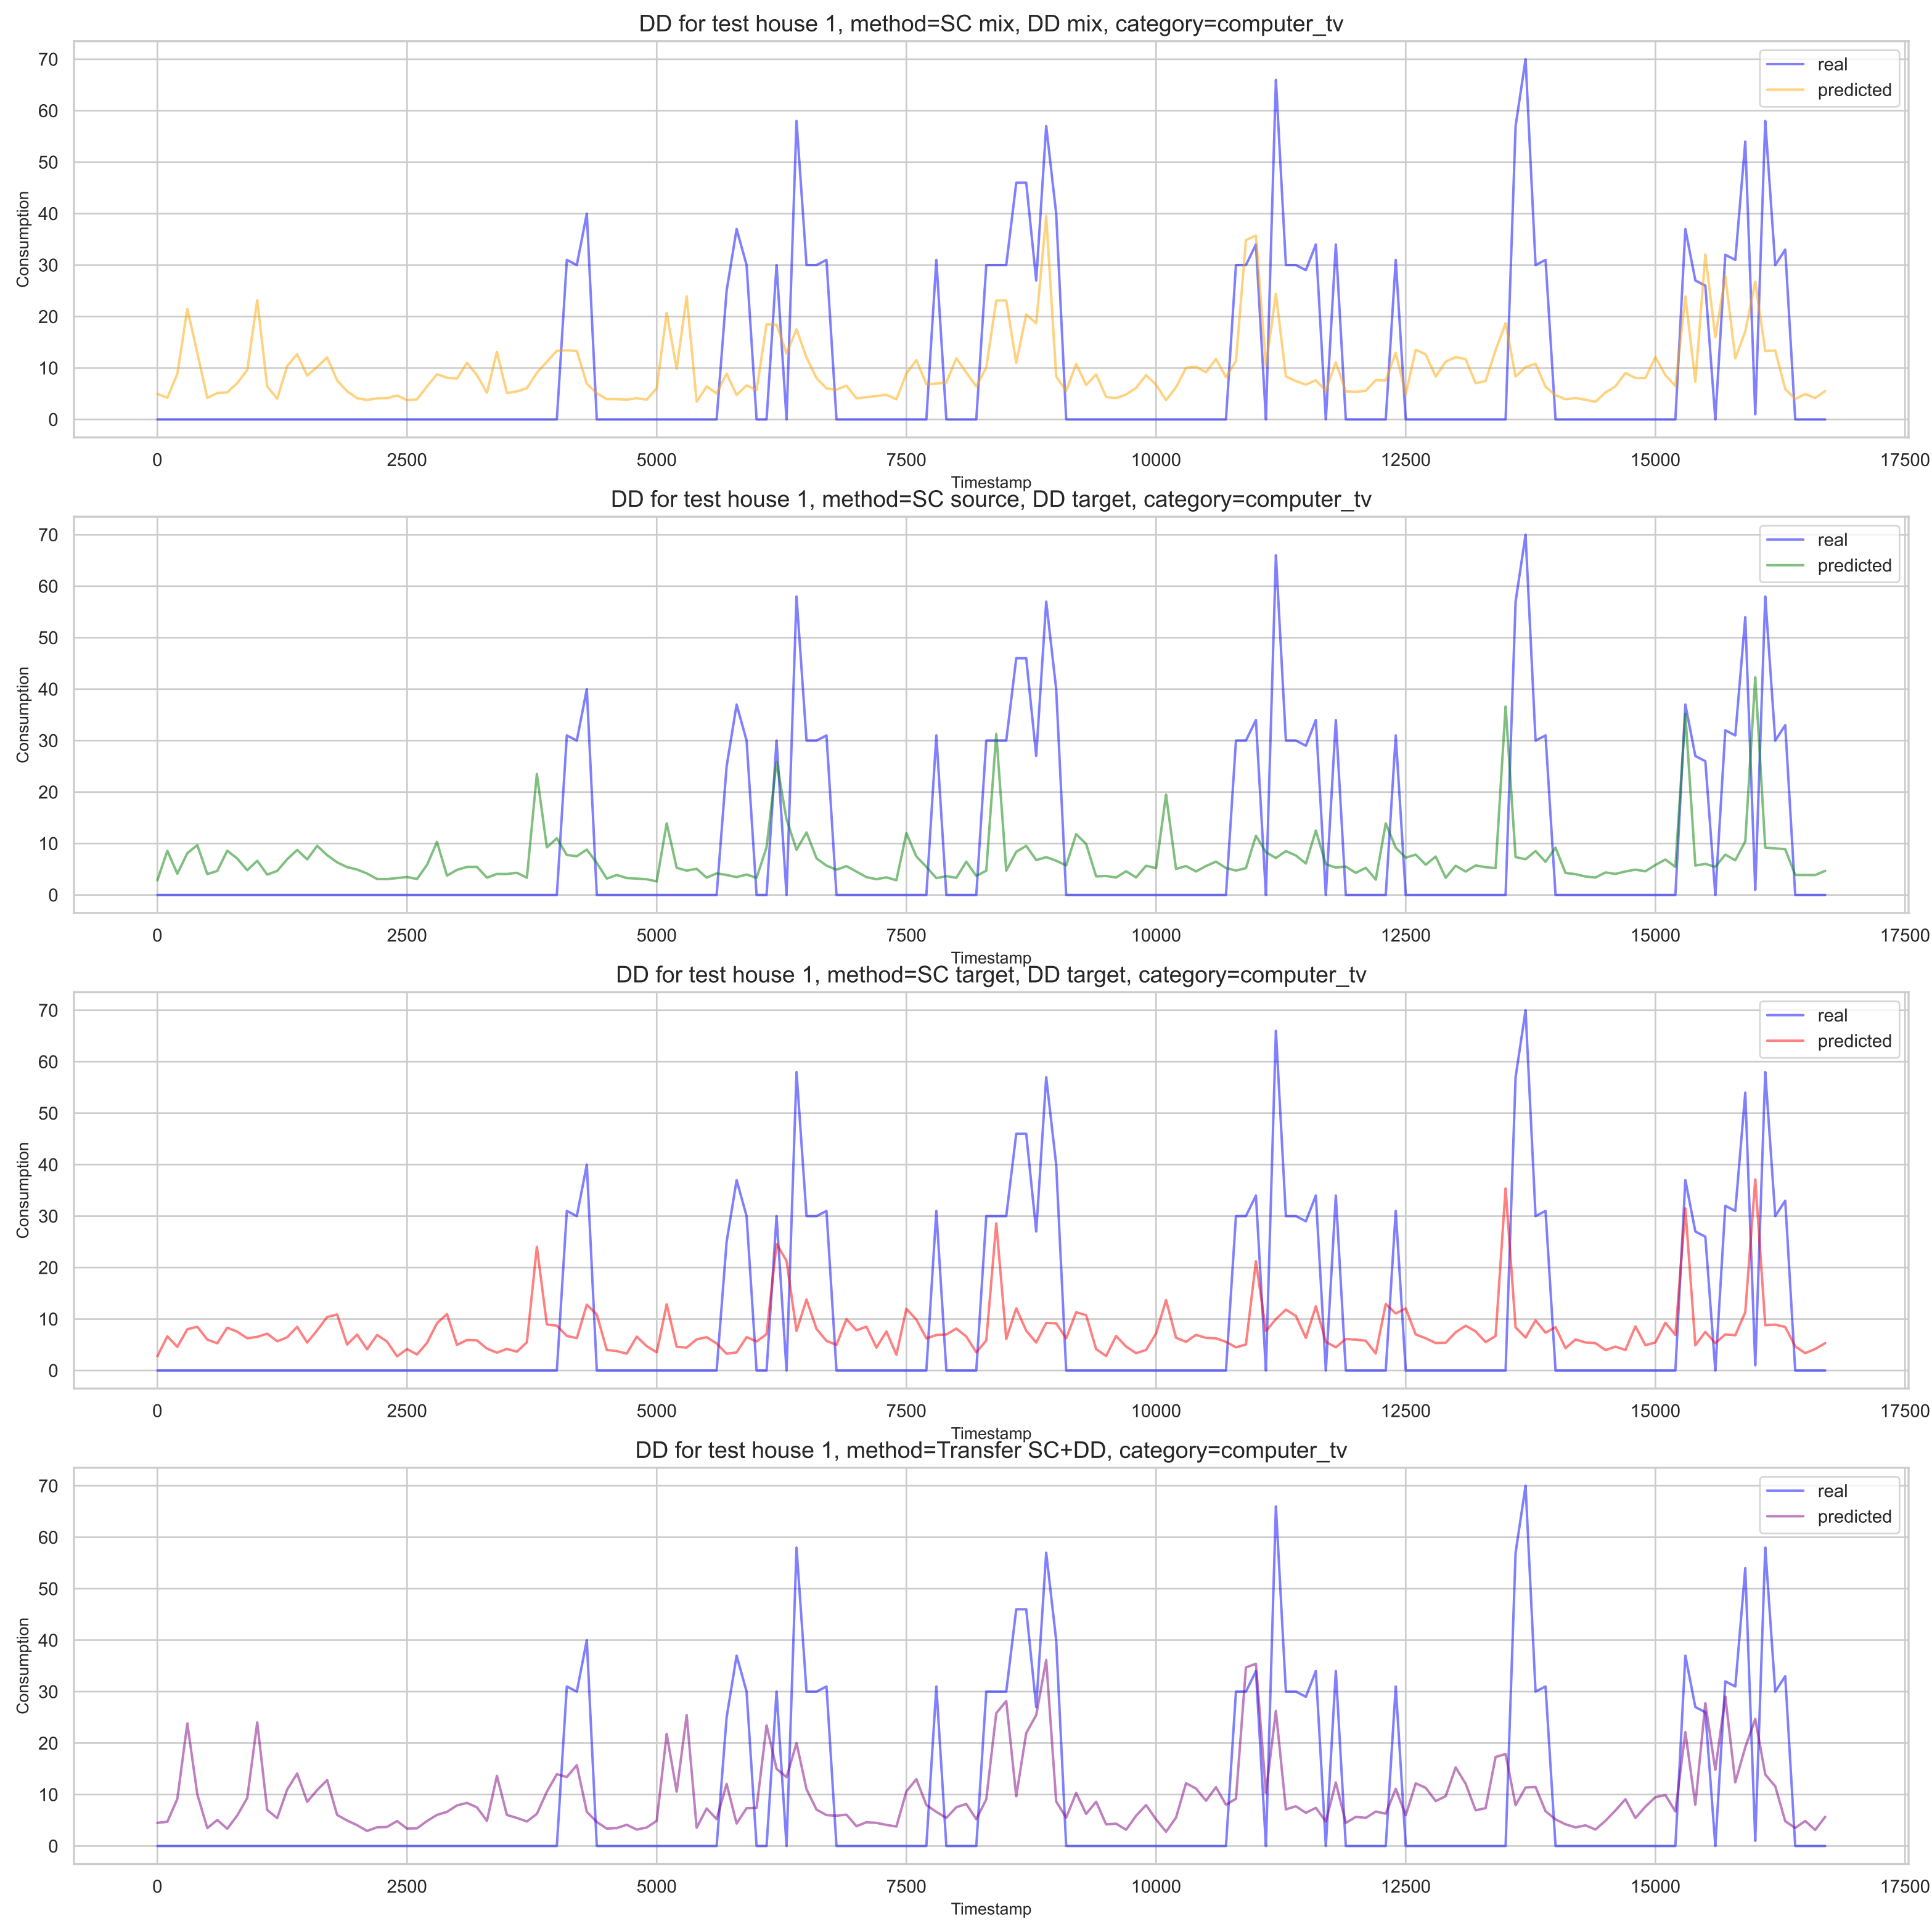 DD for test house 1, method=SC mix, DD mix, category=computer_tv
70
60
50
40
30
20
10
0
Consumption
real
predicted
0 2500 5000 7500 10000 12500 15000 17500
Timestamp
DD for test house 1, method=SC source, DD target, category=computer_tv
70
60
50
40
30
20
10
0
Consumption
real
predicted
0 2500 5000 7500 10000 12500 15000 17500
Timestamp
DD for test house 1, method=SC target, DD target, category=computer_tv
70
60
50
40
30
20
10
0
Consumption
real
predicted
0 2500 5000 7500 10000 12500 15000 17500
Timestamp
DD for test house 1, method=Transfer SC+DD, category=computer_tv
70
60
50
40
30
20
10
0
Consumption
real
predicted
0 2500 5000 7500 10000 12500 15000 17500
Timestamp